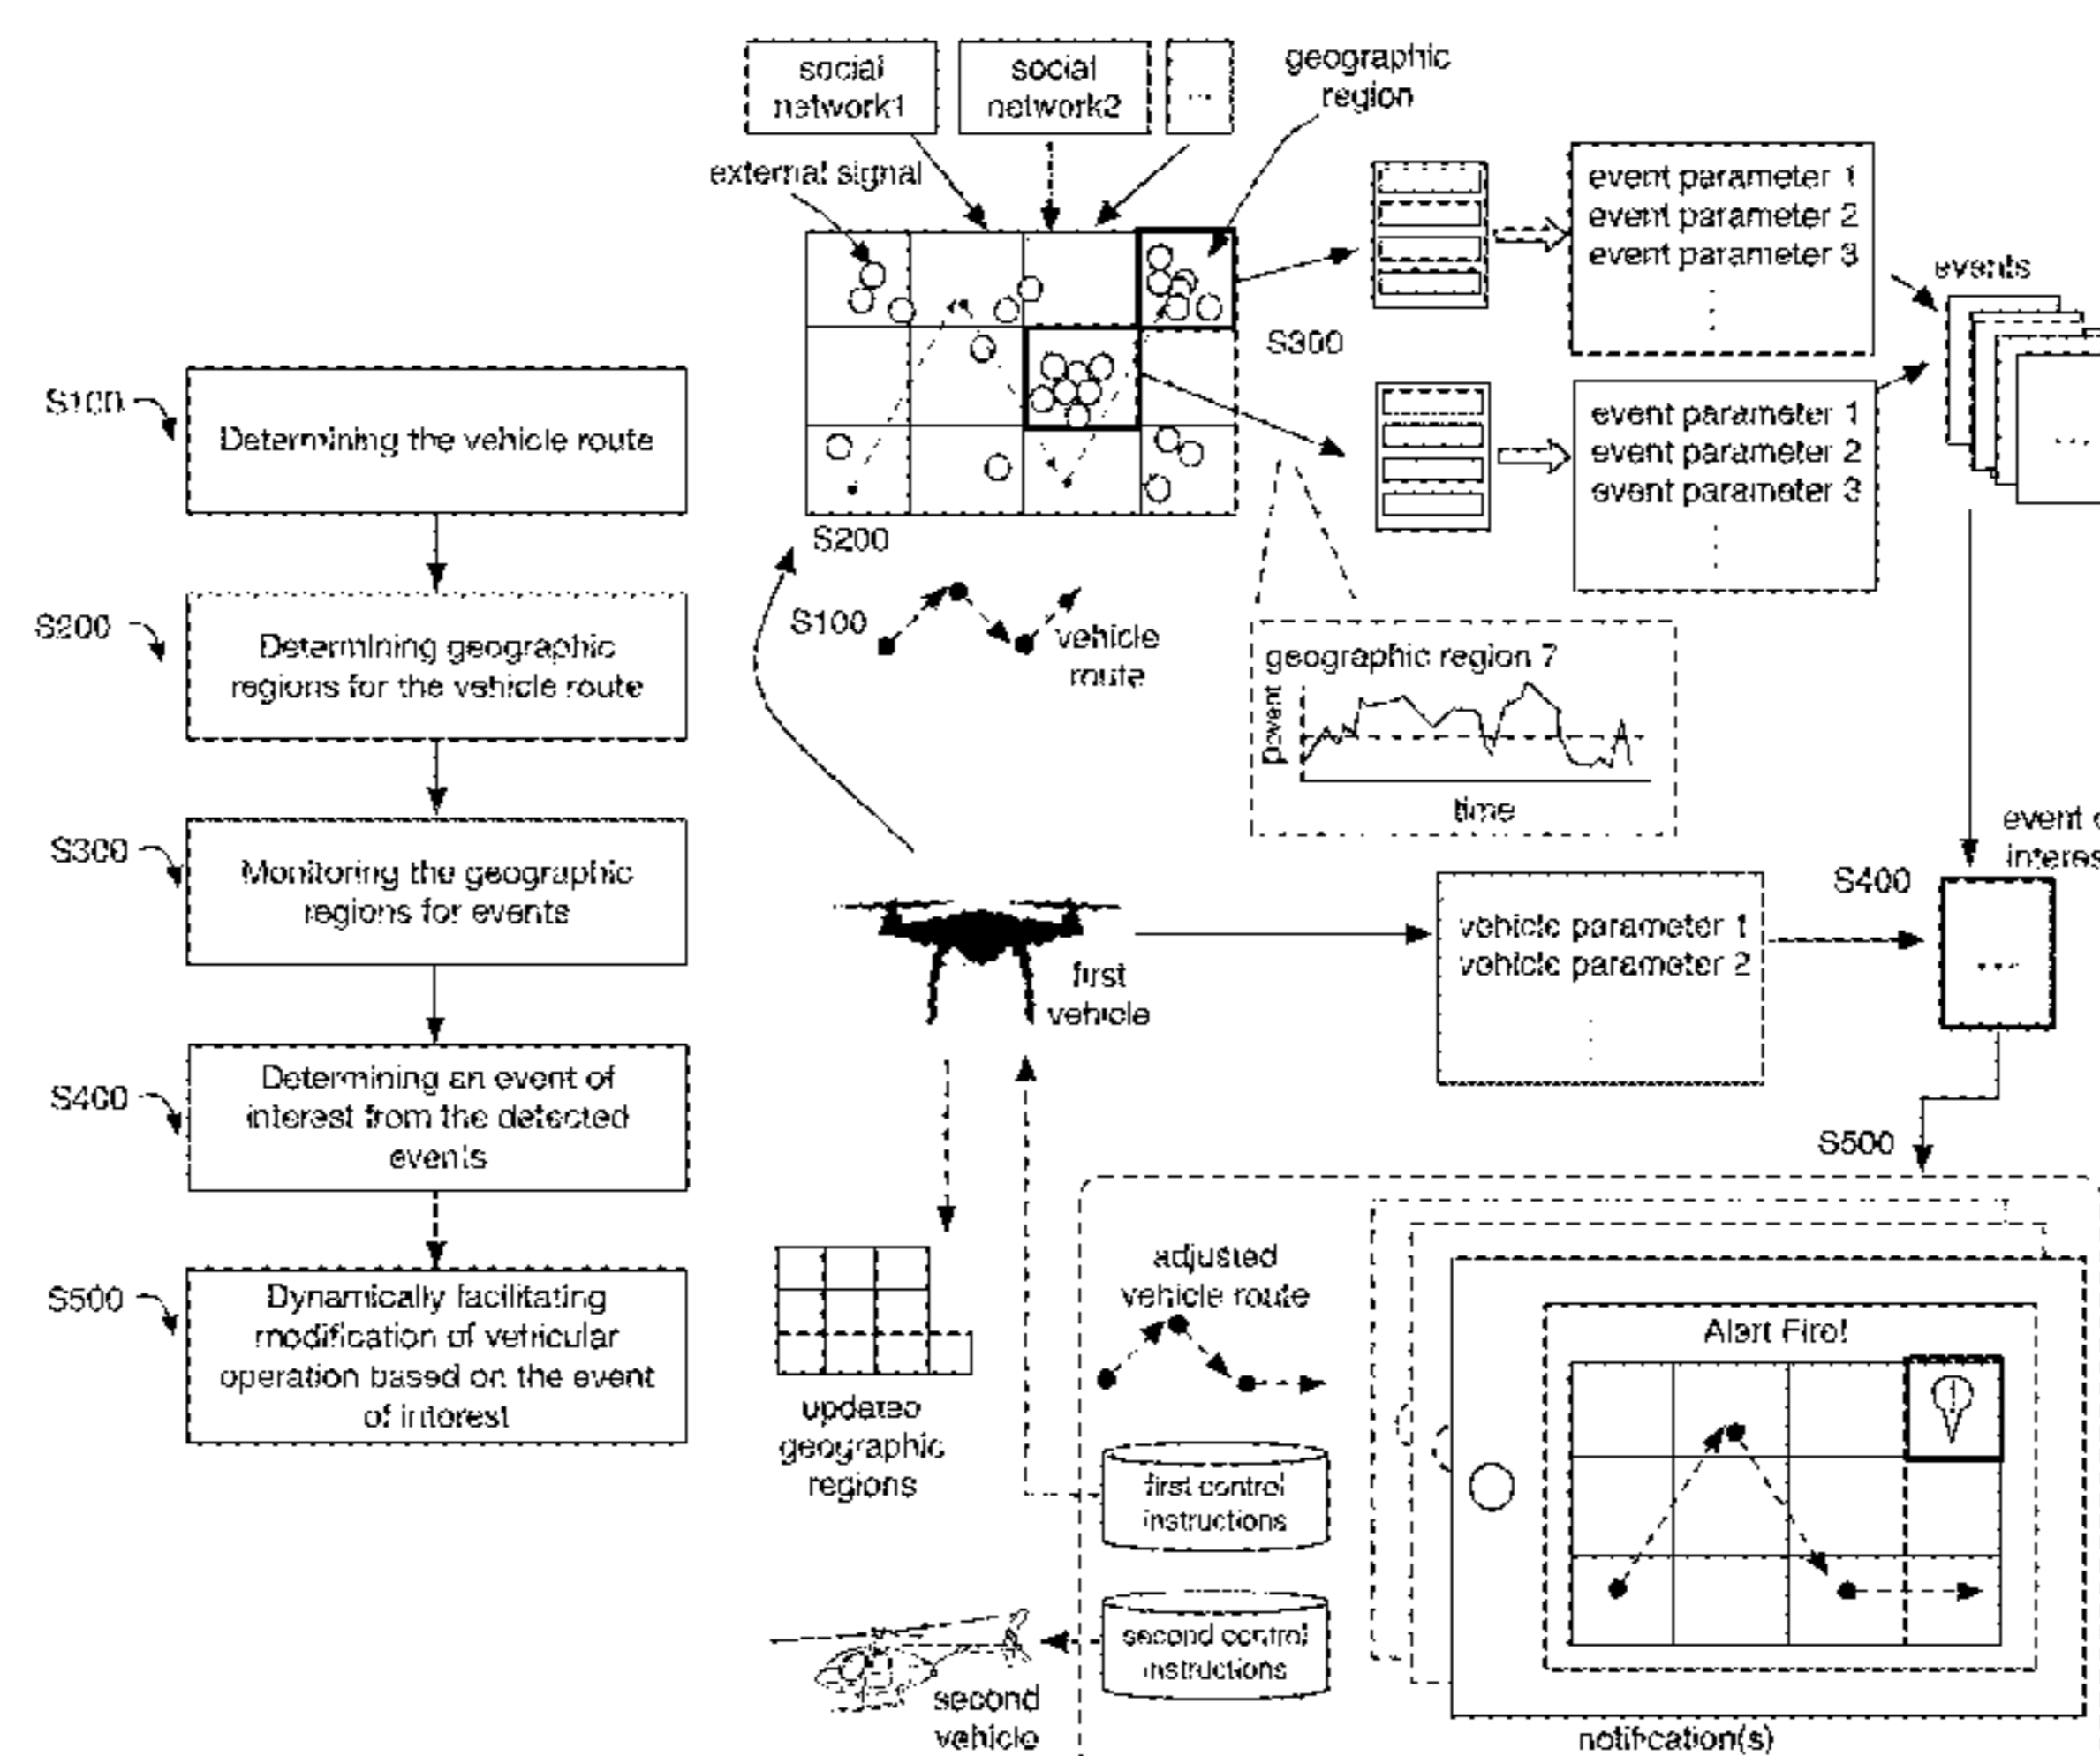 S100
Determining the vehicle route
S200
Determining geographic
regions for the vehicle route
S300
Monitoring the geographic
regions for events
S400
Determining an event of
interest from the detected
events
S500
Dynamically facilitating
modification of vehicular
operation based on the event
of interest
social
network1
social
network2
...
geographic
region
external signal
S200
S300
event parameter 1
event parameter 2
event parameter 3
event parameter 1
event parameter 2
event parameter 3
events
...
S100
vehicle
route
geographic region 7
time
first
vehicle
vehicle parameter 1
vehicle parameter 2
S400
event
...
S500
updated
geographic
regions
adjusted
vehicle route
first control
instructions
second control
instructions
second
vehicle
Alert Fire!
!
notification(s)